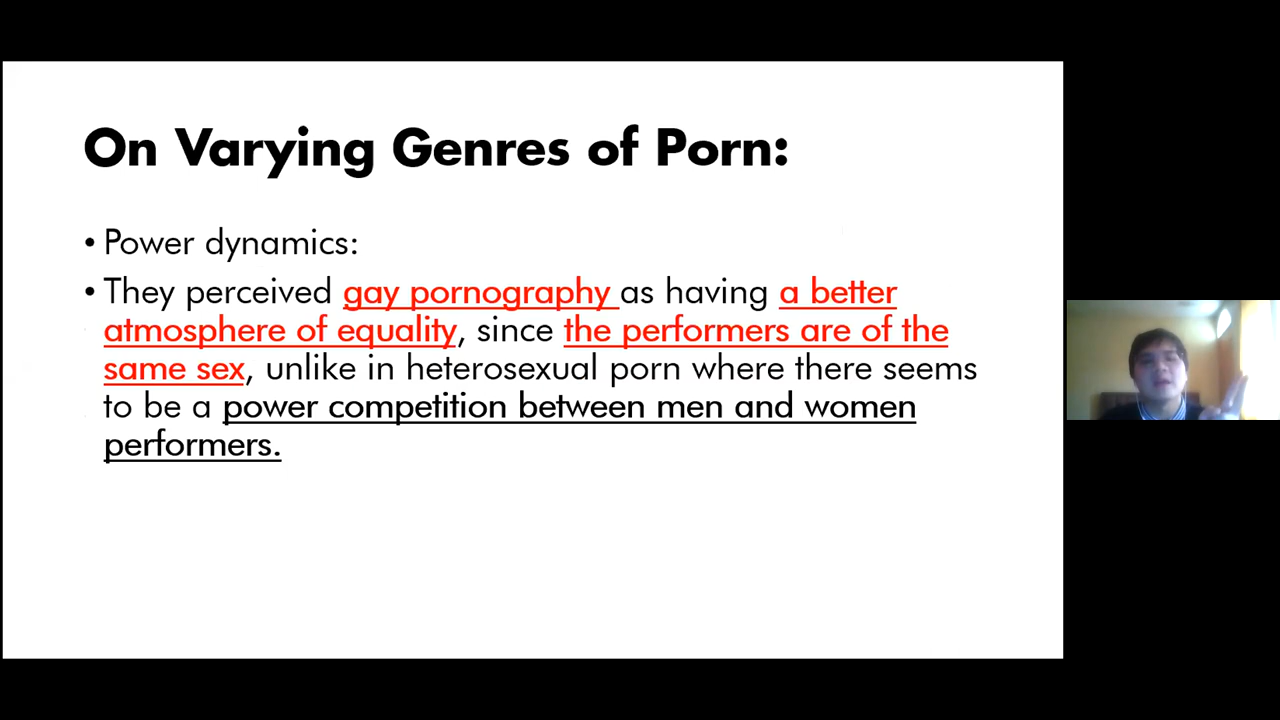 On Varying Genres of Porn:
• Power dynamics:
• They perceived gay pornography as having a better
atmosphere of equality, since the performers are of the
same sex, unlike in heterosexual porn where there seems
to be a power competition between men and women
performers.